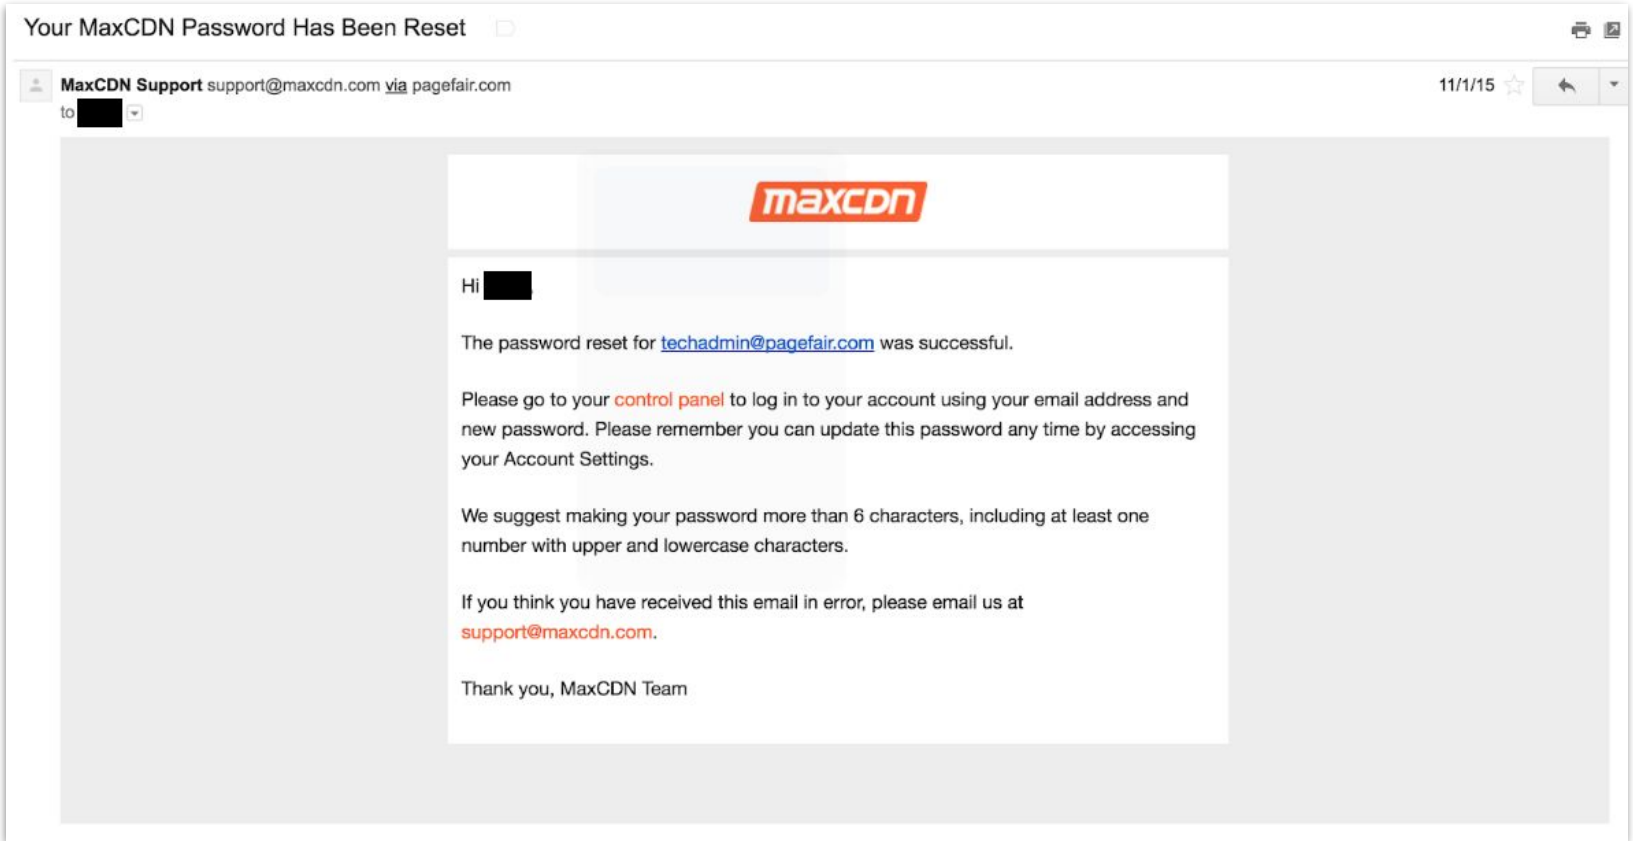 Your MaxCDN Password Has Been Reset
MaxCDN Support support@maxcdn.com via pagefair.com
11/1/15
to
maxcdn
Hi
The password reset for techadmin@pagefair.com was successful.
Please go to your control panel to log in to your account using your email address and
new password. Please remember you can update this password any time by accessing
your Account Settings.
We suggest making your password more than 6 characters, including at least one
number with upper and lowercase characters.
If you think you have received this email in error, please email us at
support@maxcdn.com.
Thank you, MaxCDN Team